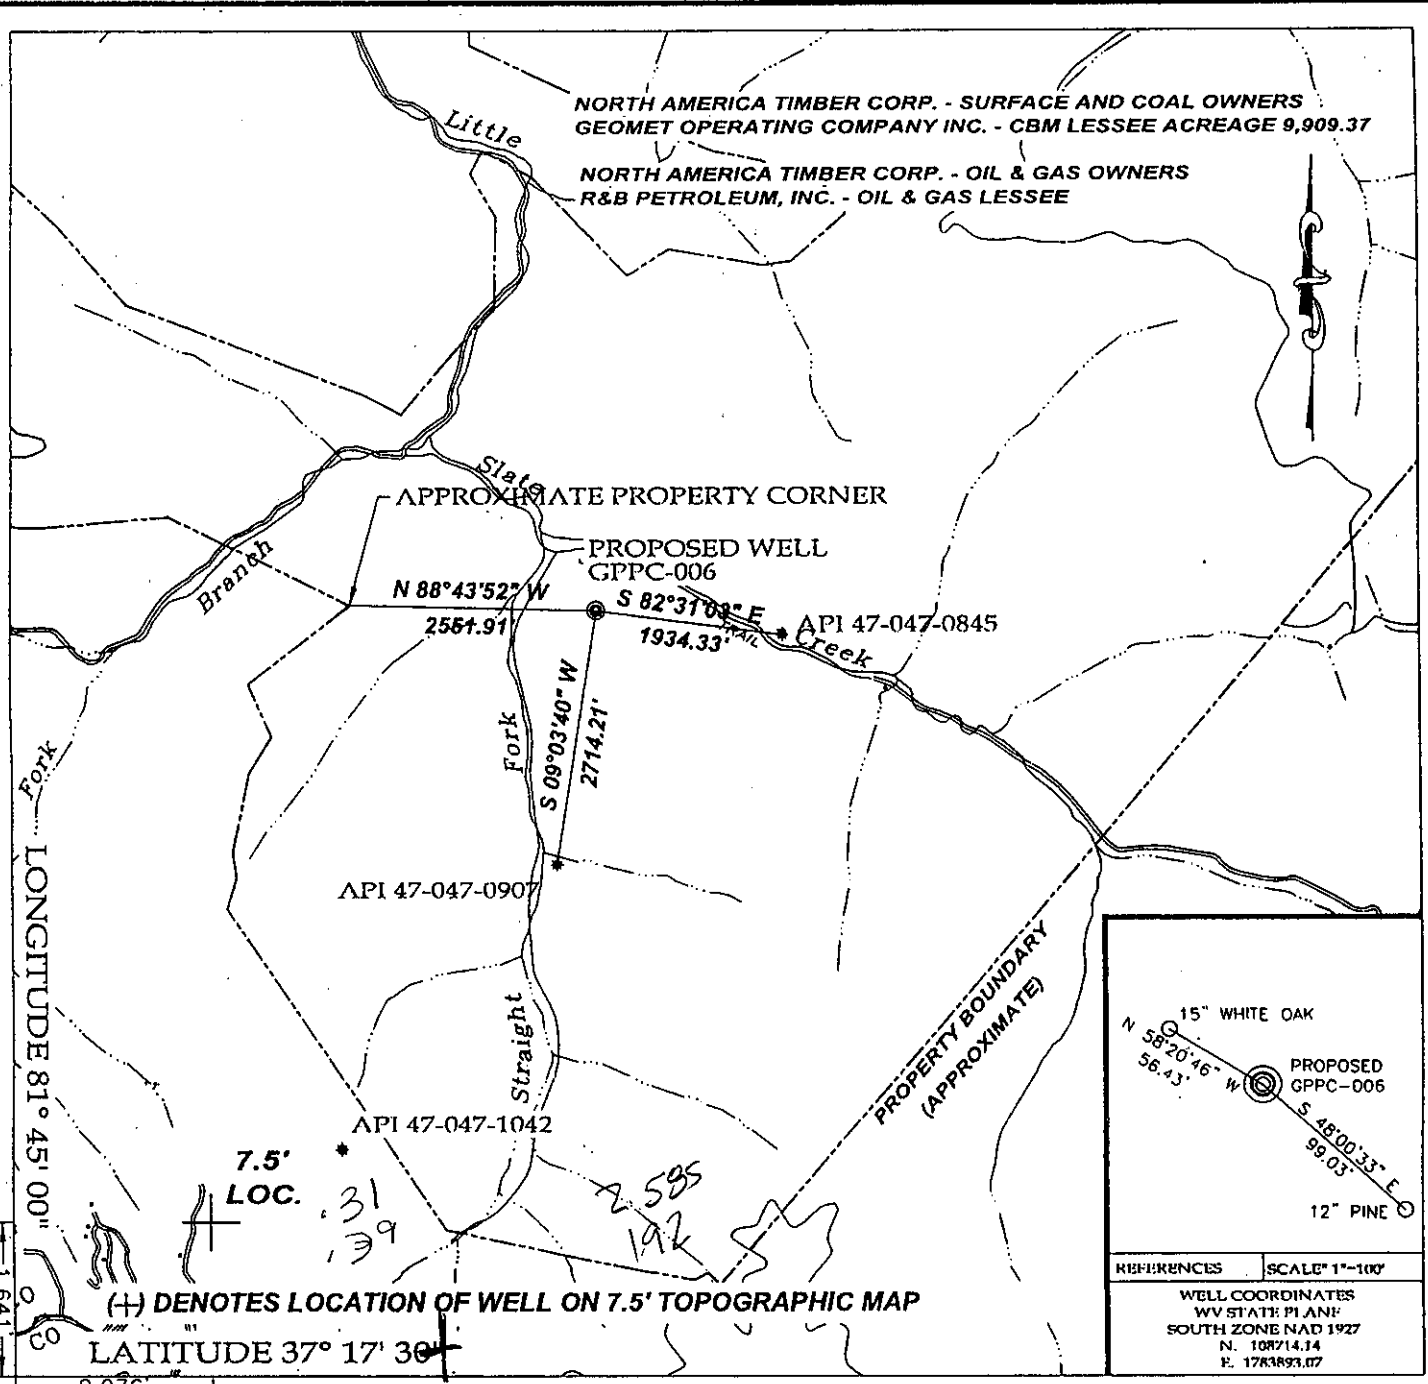 NORTH AMERICA TIMBER CORP. - SURFACE AND COAL OWNERS
GEOMET OPERATING COMPANY INC. - CBM LESSEE ACREAGE 9,909.37
NORTH AMERICA TIMBER CORP. - OIL & GAS OWNERS
R&B PETROLEUM, INC. - OIL & GAS LESSEE
Little
Slate
APPROXIMATE PROPERTY CORNER
PROPOSED WELL
GPPC-006
Branch
N 88°43'52" W
2551.91'
S 82°31'03" E
1934.33'
TRAIL
API 47-047-0845
Creek
S 09°03'40" W
2714.21'
Fork
Fork
API 47-047-0907
LONGITUDE 81° 45' 00"
PROPERTY BOUNDARY
(APPROXIMATE)
Straight
API 47-047-1042
7.5'
LOC.
.31
.39
2 585
192
15" WHITE OAK
N 58°20'46" W
56.43'
PROPOSED
GPPC-006
S 48°00'33" E
99.03'
12" PINE
REFERENCES
SCALE" 1"=100'
WELL COORDINATES
WV STATE PLANE
SOUTH ZONE NAD 1927
N. 108714.14
E. 1783893.07
(+) DENOTES LOCATION OF WELL ON 7.5' TOPOGRAPHIC MAP
CO
LATITUDE 37° 17' 30"
1,641